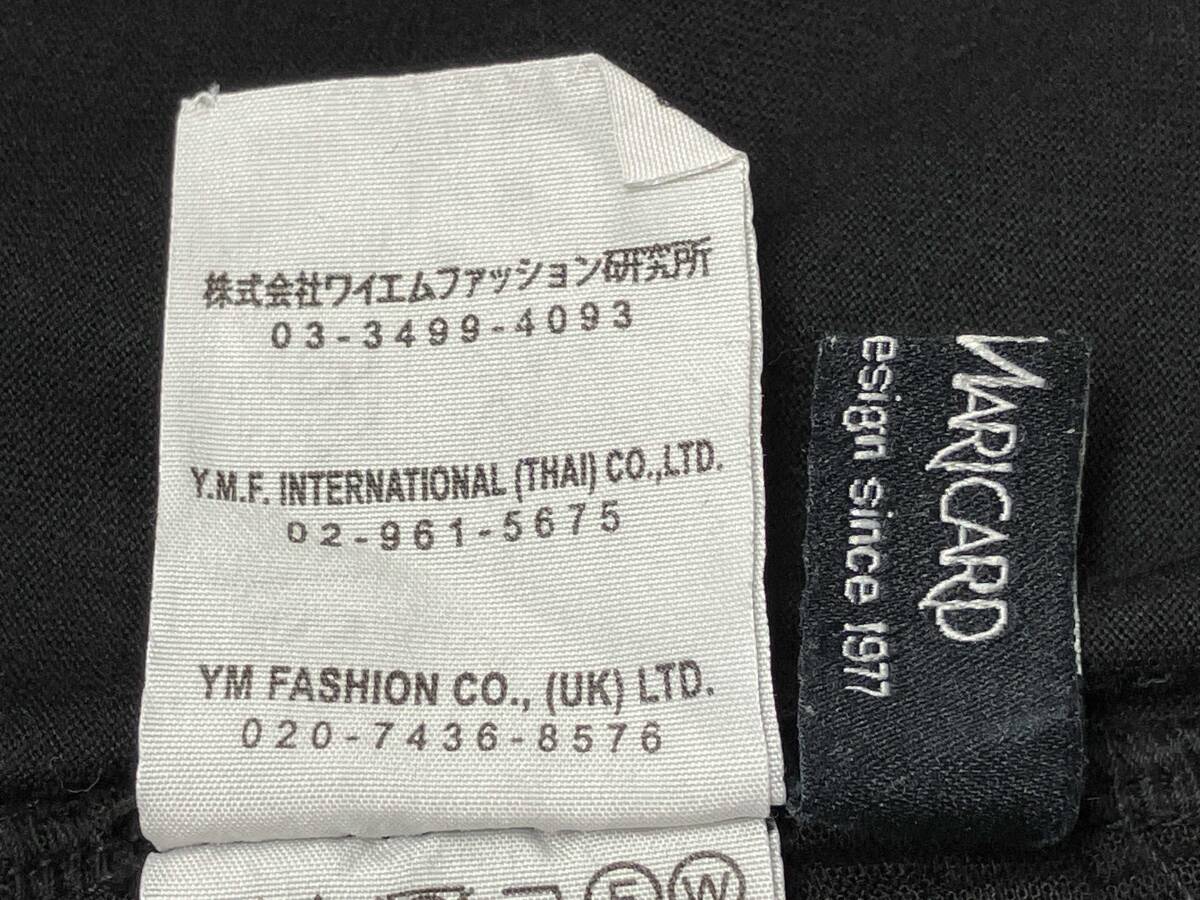 株式会社ワイエムファッション研究所
03-3499-4093
Y.M.F. INTERNATIONAL (THAI) CO.,LTD.
02-961-5675
YM FASHION CO., (UK) LTD.
020-7436-8576
F W
MARICARD
esign since 1977